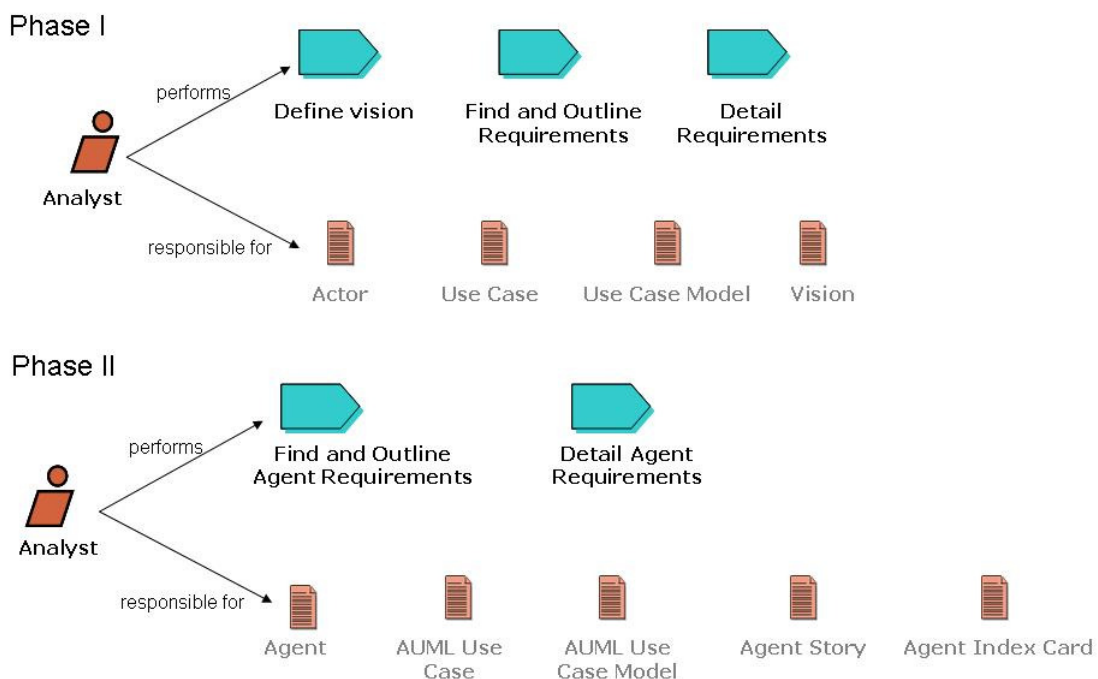 Phase I
performs
Define vision
Find and Outline
Requirements
Detail
Requirements
Analyst
responsible for
Actor
Use Case
Use Case Model
Vision
Phase II
performs
Find and Outline
Agent Requirements
Detail Agent
Requirements
Analyst
responsible for
Agent
AUML Use
Case
AUML Use
Case Model
Agent Story
Agent Index Card